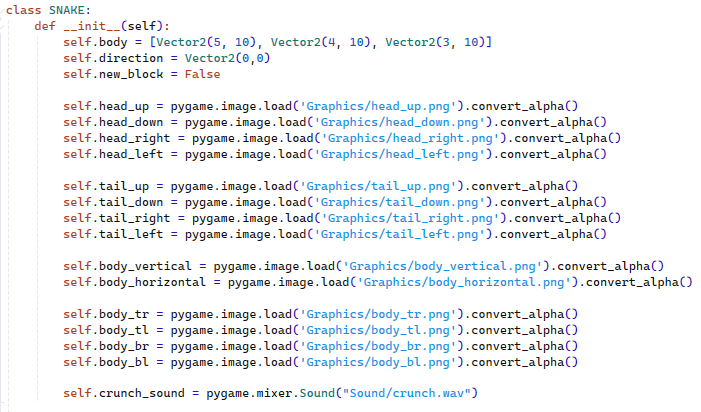 class SNAKE:
    def __init__(self):
        self.body = [Vector2(5, 10), Vector2(4, 10), Vector2(3, 10)]
        self.direction = Vector2(0,0)
        self.new_block = False

        self.head_up = pygame.image.load('Graphics/head_up.png').convert_alpha()
        self.head_down = pygame.image.load('Graphics/head_down.png').convert_alpha()
        self.head_right = pygame.image.load('Graphics/head_right.png').convert_alpha()
        self.head_left = pygame.image.load('Graphics/head_left.png').convert_alpha()

        self.tail_up = pygame.image.load('Graphics/tail_up.png').convert_alpha()
        self.tail_down = pygame.image.load('Graphics/tail_down.png').convert_alpha()
        self.tail_right = pygame.image.load('Graphics/tail_right.png').convert_alpha()
        self.tail_left = pygame.image.load('Graphics/tail_left.png').convert_alpha()

        self.body_vertical = pygame.image.load('Graphics/body_vertical.png').convert_alpha()
        self.body_horizontal = pygame.image.load('Graphics/body_horizontal.png').convert_alpha()

        self.body_tr = pygame.image.load('Graphics/body_tr.png').convert_alpha()
        self.body_tl = pygame.image.load('Graphics/body_tl.png').convert_alpha()
        self.body_br = pygame.image.load('Graphics/body_br.png').convert_alpha()
        self.body_bl = pygame.image.load('Graphics/body_bl.png').convert_alpha()

        self.crunch_sound = pygame.mixer.Sound("Sound/crunch.wav")